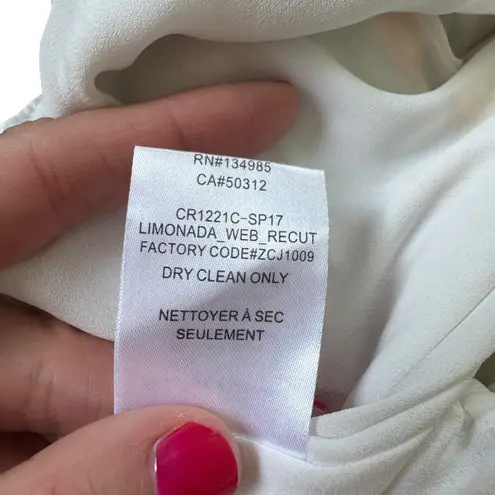 RN#134985
CA#50312
CR1221C-SP17
LIMONADA_WEB_RECUT
FACTORY CODE#ZCJ1009
DRY CLEAN ONLY
NETTOYER À SEC
SEULEMENT